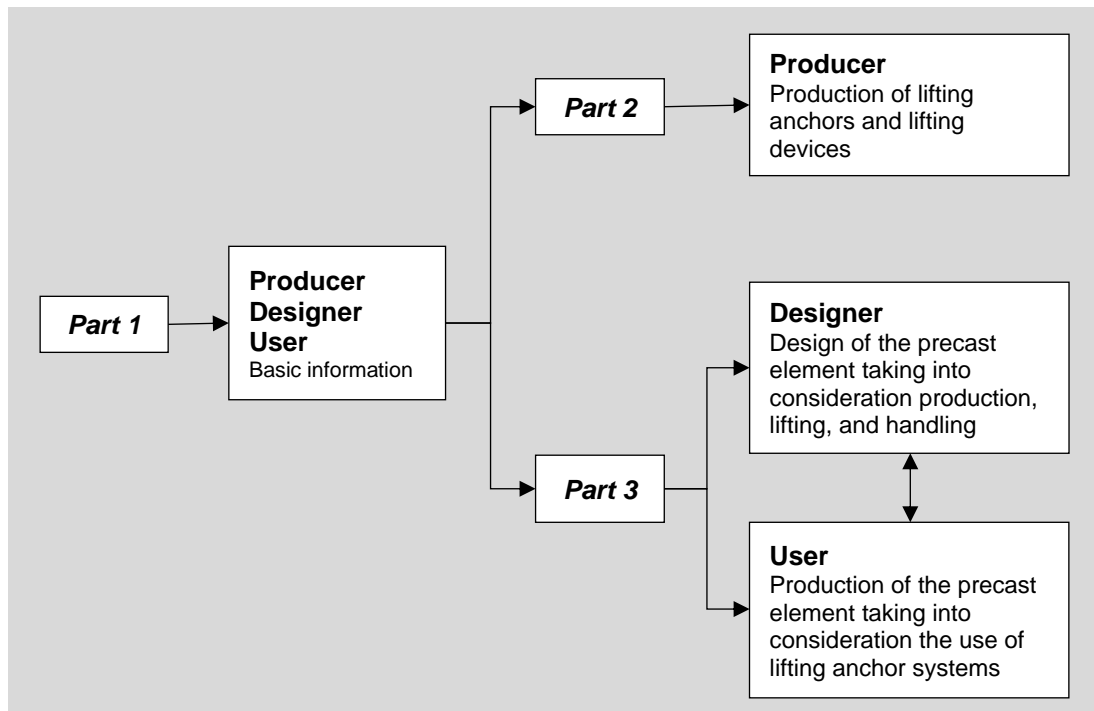 Part 1
Producer
Designer
User
Basic information
Part 2
Producer
Production of lifting
anchors and lifting
devices
Part 3
Designer
Design of the precast
element taking into
consideration production,
lifting, and handling
User
Production of the precast
element taking into
consideration the use of
lifting anchor systems